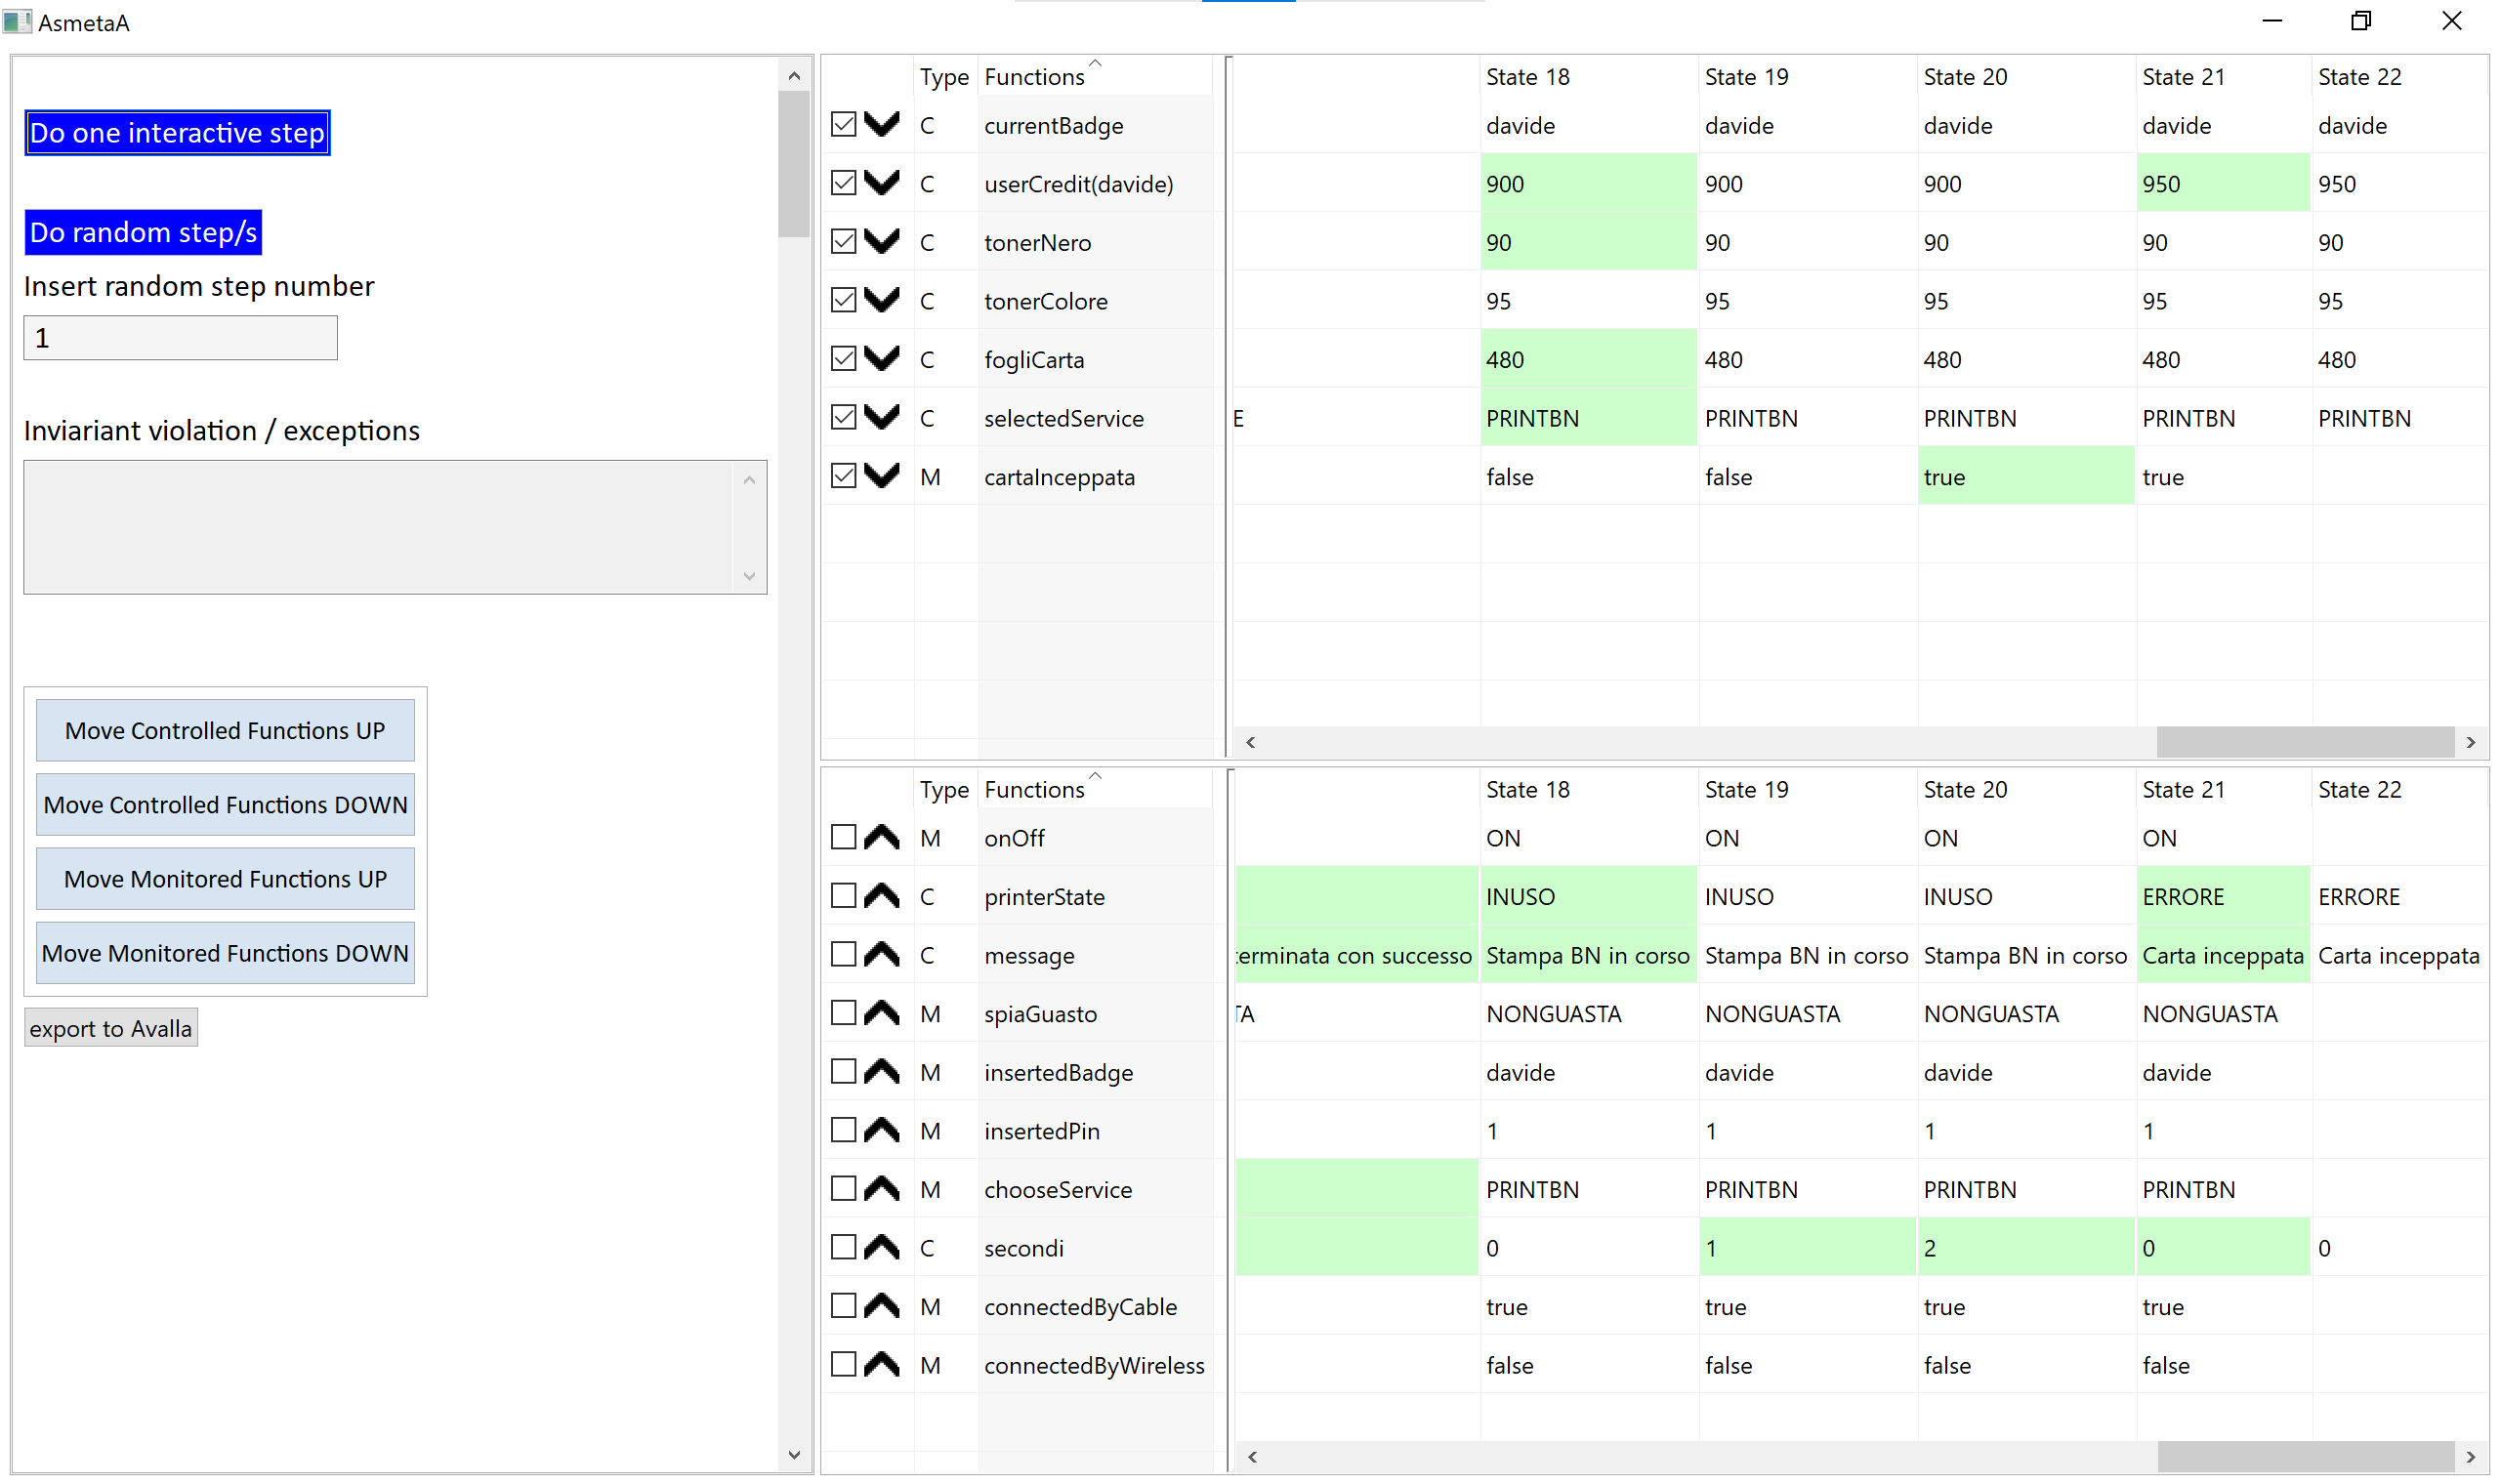 AsmetaA
Do one interactive step
Do random step/s
Insert random step number
1
Inviariant violation / exceptions
Move Controlled Functions UP
Move Controlled Functions DOWN
Move Monitored Functions UP
Move Monitored Functions DOWN
export to Avalla
Type Functions State 18 State 19 State 20 State 21 State 22
C currentBadge davide davide davide davide davide
C userCredit(davide) 900 900 900 950 950
C tonerNero 90 90 90 90 90
C tonerColore 95 95 95 95 95
C fogliCarta 480 480 480 480 480
C selectedService E PRINTBN PRINTBN PRINTBN PRINTBN PRINTBN
M cartaInceppata false false true true
Type Functions State 18 State 19 State 20 State 21 State 22
M onOff ON ON ON ON
C printerState INUSO INUSO INUSO ERRORE ERRORE
C message terminata con successo Stampa BN in corso Stampa BN in corso Stampa BN in corso Carta inceppata Carta inceppata
M spiaGuasto TA NONGUASTA NONGUASTA NONGUASTA NONGUASTA
M insertedBadge davide davide davide davide
M insertedPin 1 1 1 1
M chooseService PRINTBN PRINTBN PRINTBN PRINTBN
C secondi 0 1 2 0 0
M connectedByCable true true true true
M connectedByWireless false false false false